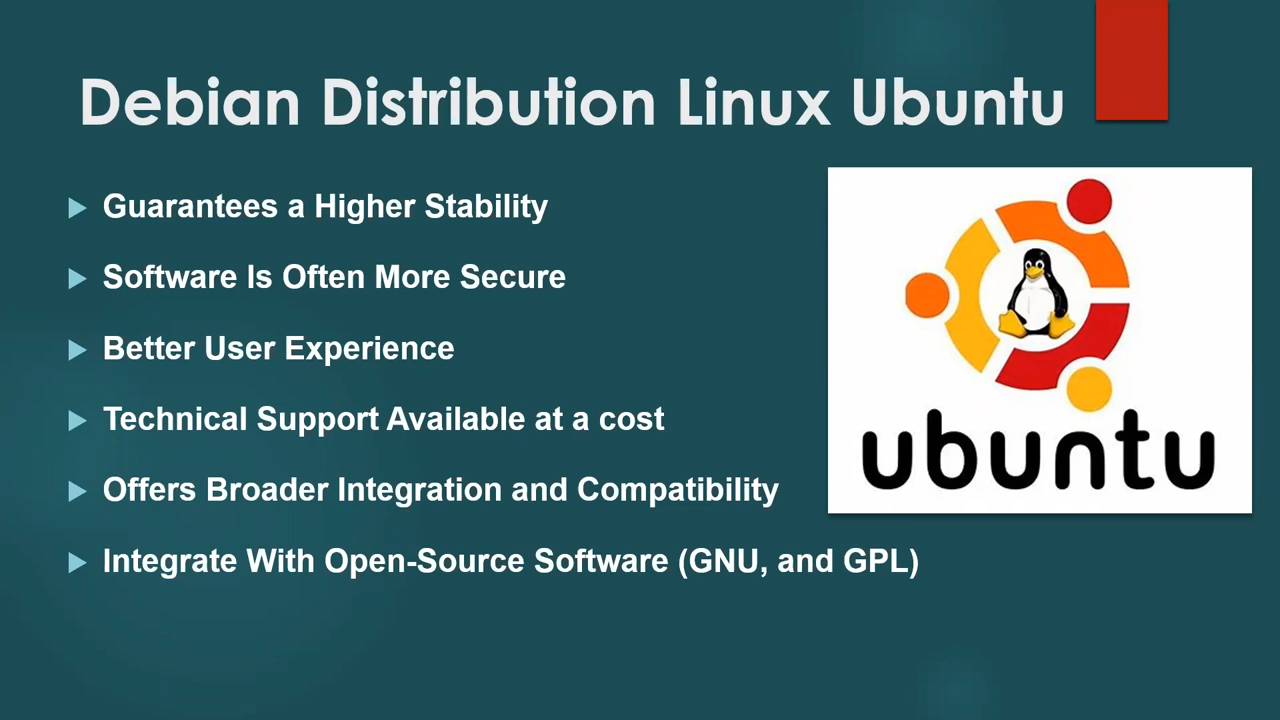 Debian Distribution Linux Ubuntu
Guarantees a Higher Stability
Software Is Often More Secure
Better User Experience
Technical Support Available at a cost
Offers Broader Integration and Compatibility
Integrate With Open-Source Software (GNU, and GPL)
ubuntu